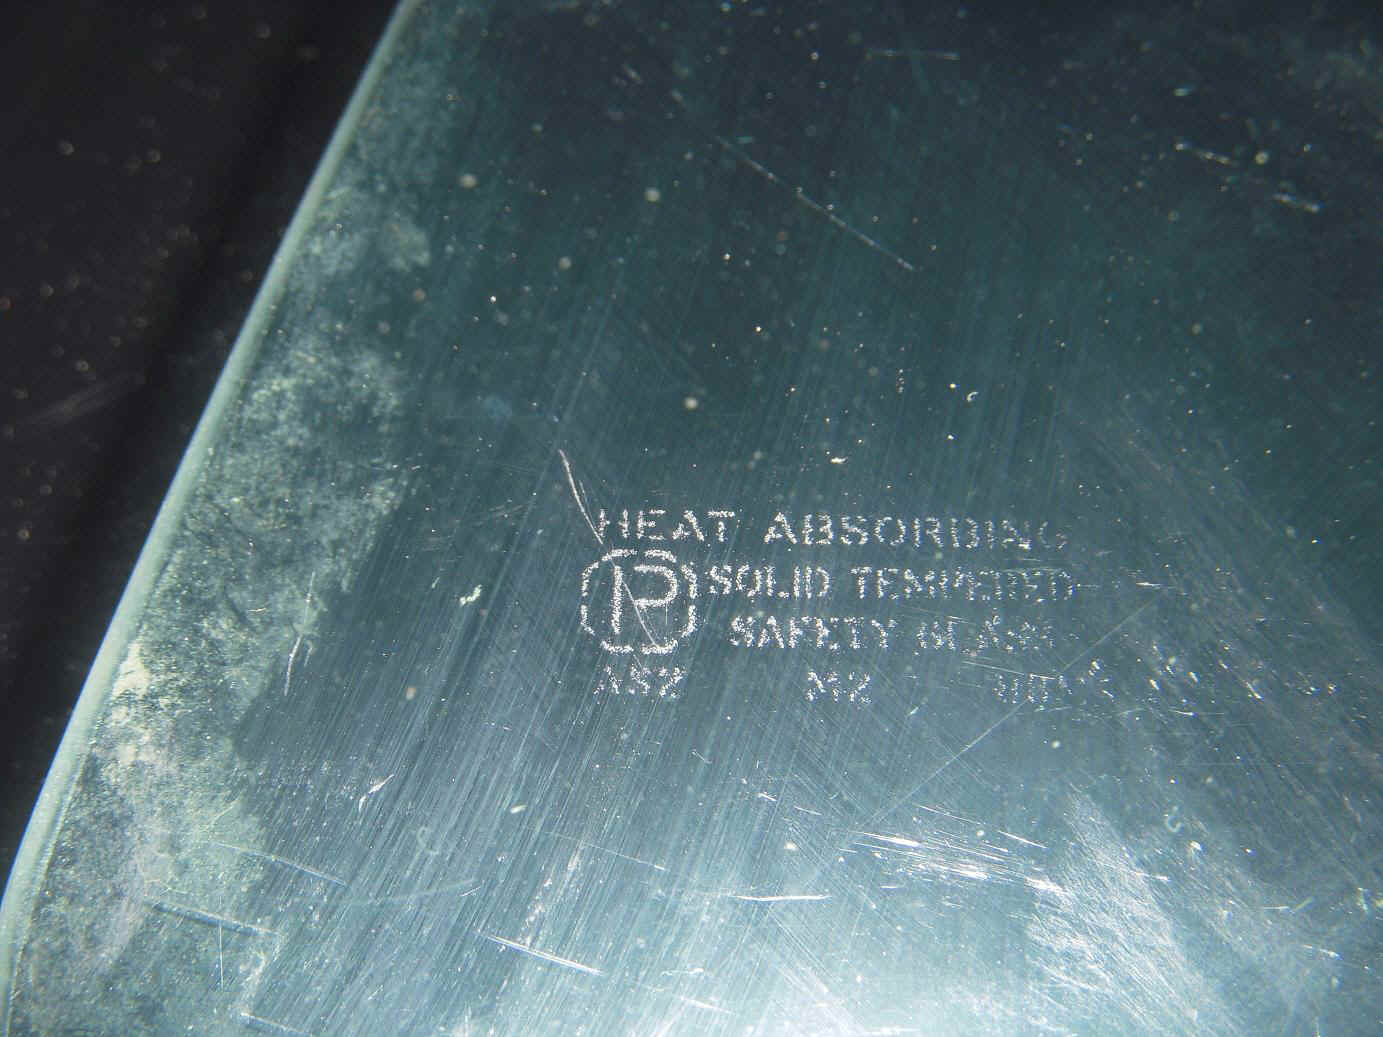 HEAT ABSORBING
P SOLID TEMPERED
SAFETY GLASS
AS2 M2